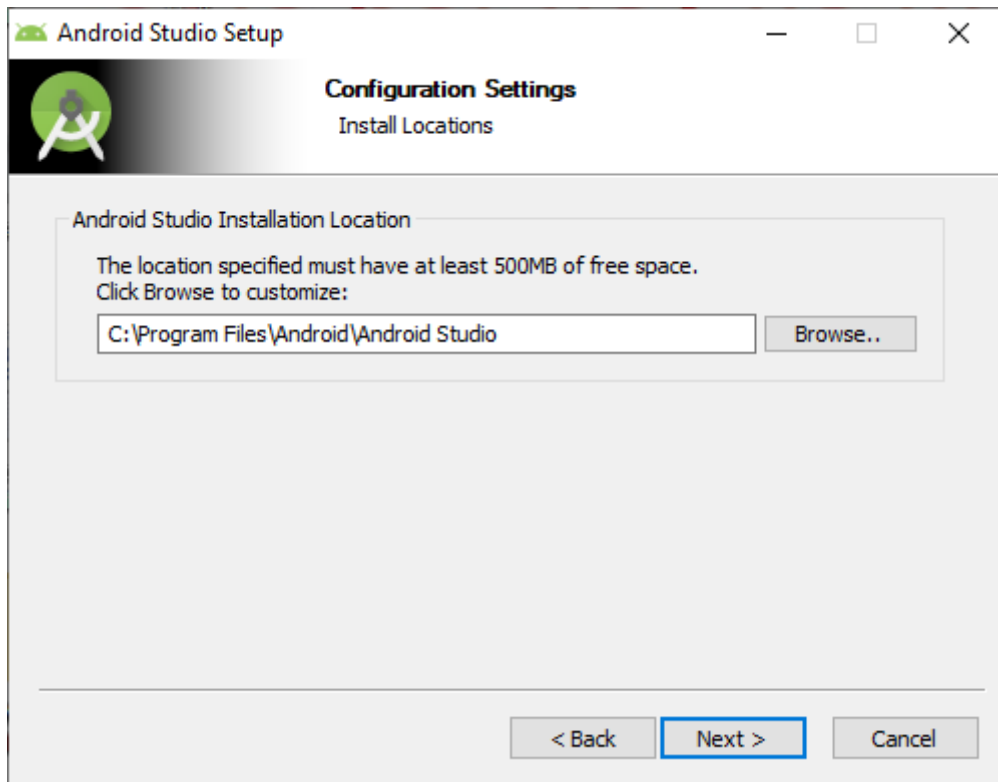 Android Studio Setup
Configuration Settings
Install Locations
Android Studio Installation Location
The location specified must have at least 500MB of free space.
Click Browse to customize:
C:\Program Files\Android\Android Studio
Browse..
< Back
Next >
Cancel